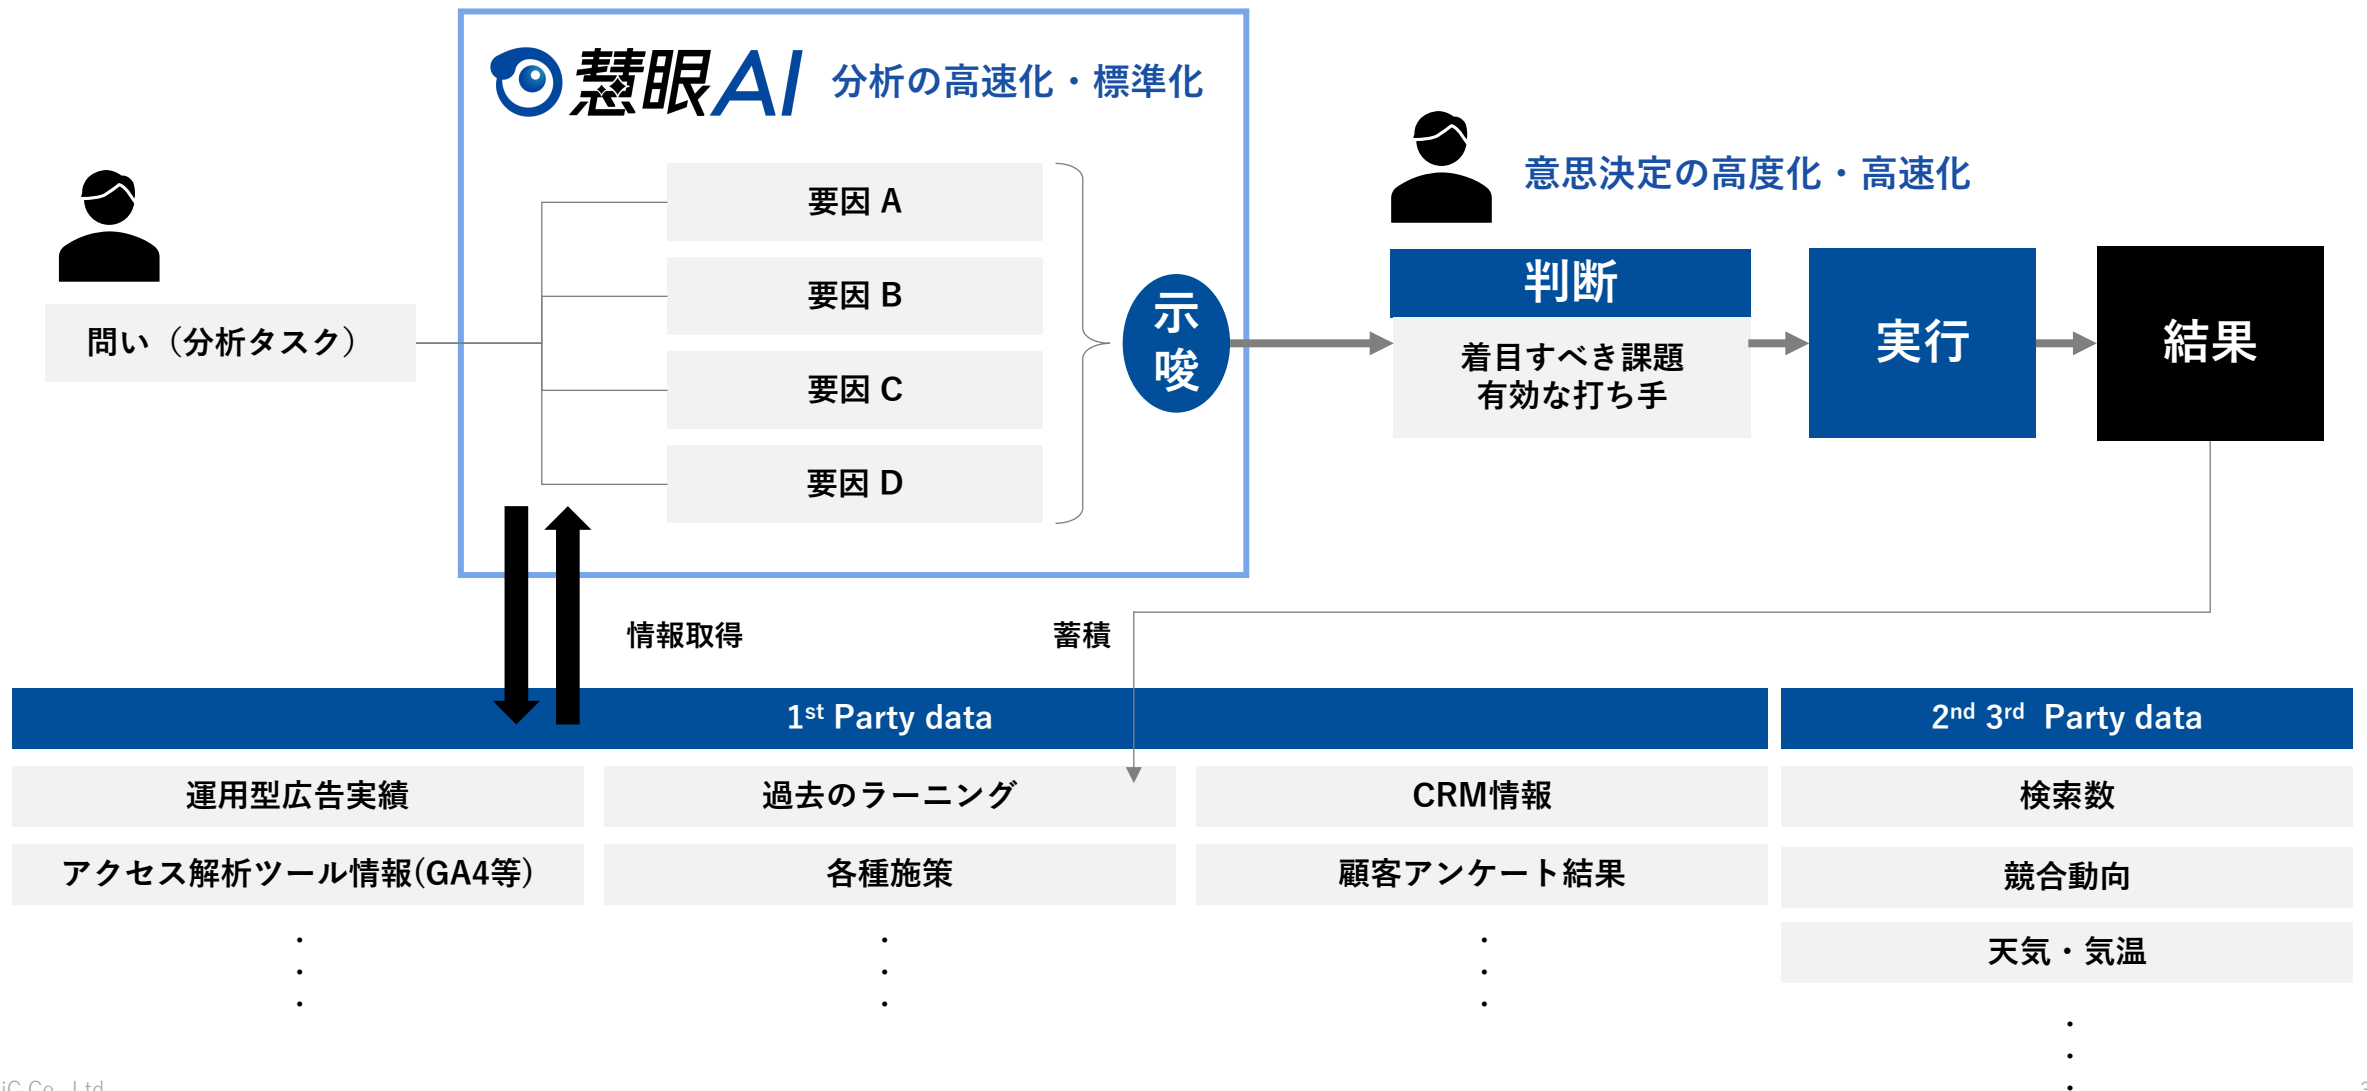 慧眼AI 分析の高速化・標準化
意思決定の高度化・高速化
問い（分析タスク）
要因 A
要因 B
要因 C
要因 D
示
唆
判断
着目すべき課題
有効な打ち手
実行
結果
情報取得
蓄積
1st Party data
2nd 3rd Party data
運用型広告実績
過去のラーニング
CRM情報
検索数
アクセス解析ツール情報(GA4等)
各種施策
顧客アンケート結果
競合動向
天気・気温
・
・
・
・
・
・
・
・
・
・
・
・
Co., Ltd